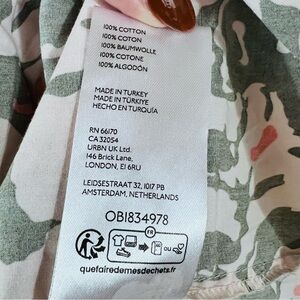 100% COTTON
100% COTON
100% BAUMWOLLE
100% COTONE
100% ALGODÓN
MADE IN TURKEY
MADE IN TÜRKIYE
HECHO EN TURQUÍA
RN 66170
CA 32054
URBN UK Ltd.
146 Brick Lane,
LONDON, E1 6RU
LEIDSESTRAAT 32, 1017 PB
AMSTERDAM, NETHERLANDS
OB1834978
FR
OU
quefairedemesdechets.fr